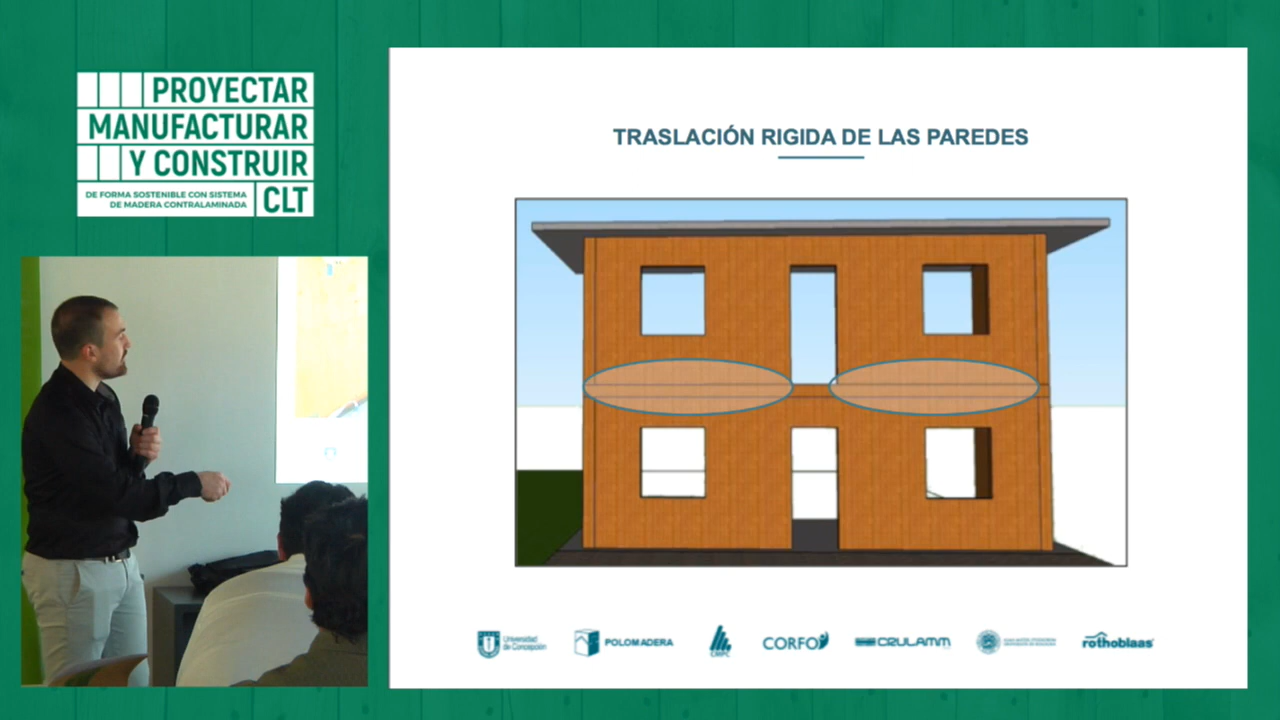 PROYECTAR
MANUFACTURAR
Y CONSTRUIR
DE FORMA SOSTENIBLE CON SISTEMA
DE MADERA CONTRALAMINADA
CLT
TRASLACIÓN RIGIDA DE LAS PAREDES
Universidad
de Concepción
POLOMADERA
CMPC
CORFO
CRULAMM
rothoblaas